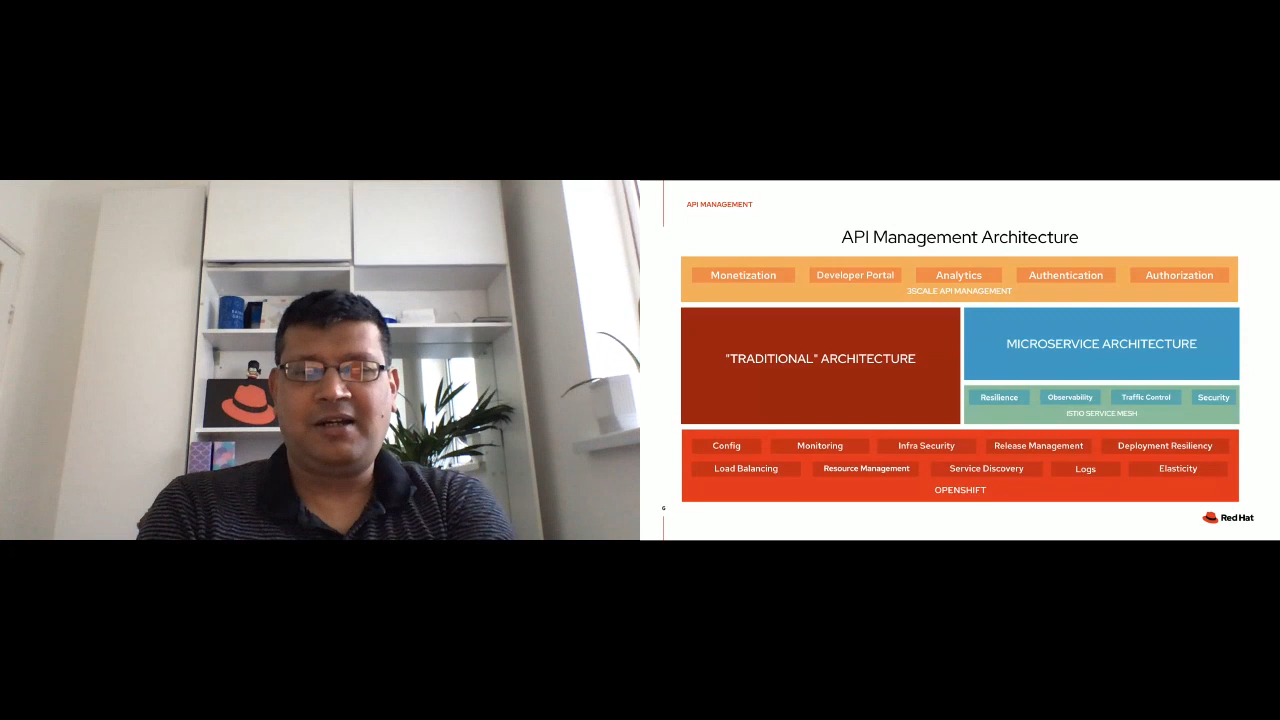 API MANAGEMENT
API Management Architecture
Monetization
Developer Portal
Analytics
Authentication
Authorization
3SCALE API MANAGEMENT
"TRADITIONAL" ARCHITECTURE
MICROSERVICE ARCHITECTURE
Resilience
Observability
Traffic Control
Security
ISTIO SERVICE MESH
Config
Monitoring
Infra Security
Release Management
Deployment Resiliency
Load Balancing
Resource Management
Service Discovery
Logs
Elasticity
OPENSHIFT
6
Red Hat